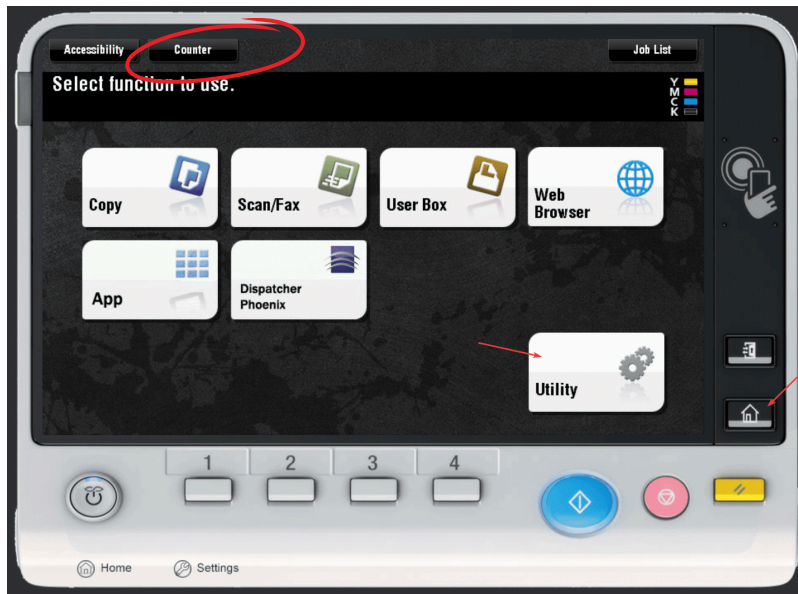 Accessibility
Counter
Job List
Select function to use.
Y
M
C
K
Copy
Scan/Fax
User Box
Web
Browser
App
Dispatcher
Phoenix
Utility
1 2 3 4
Home
Settings